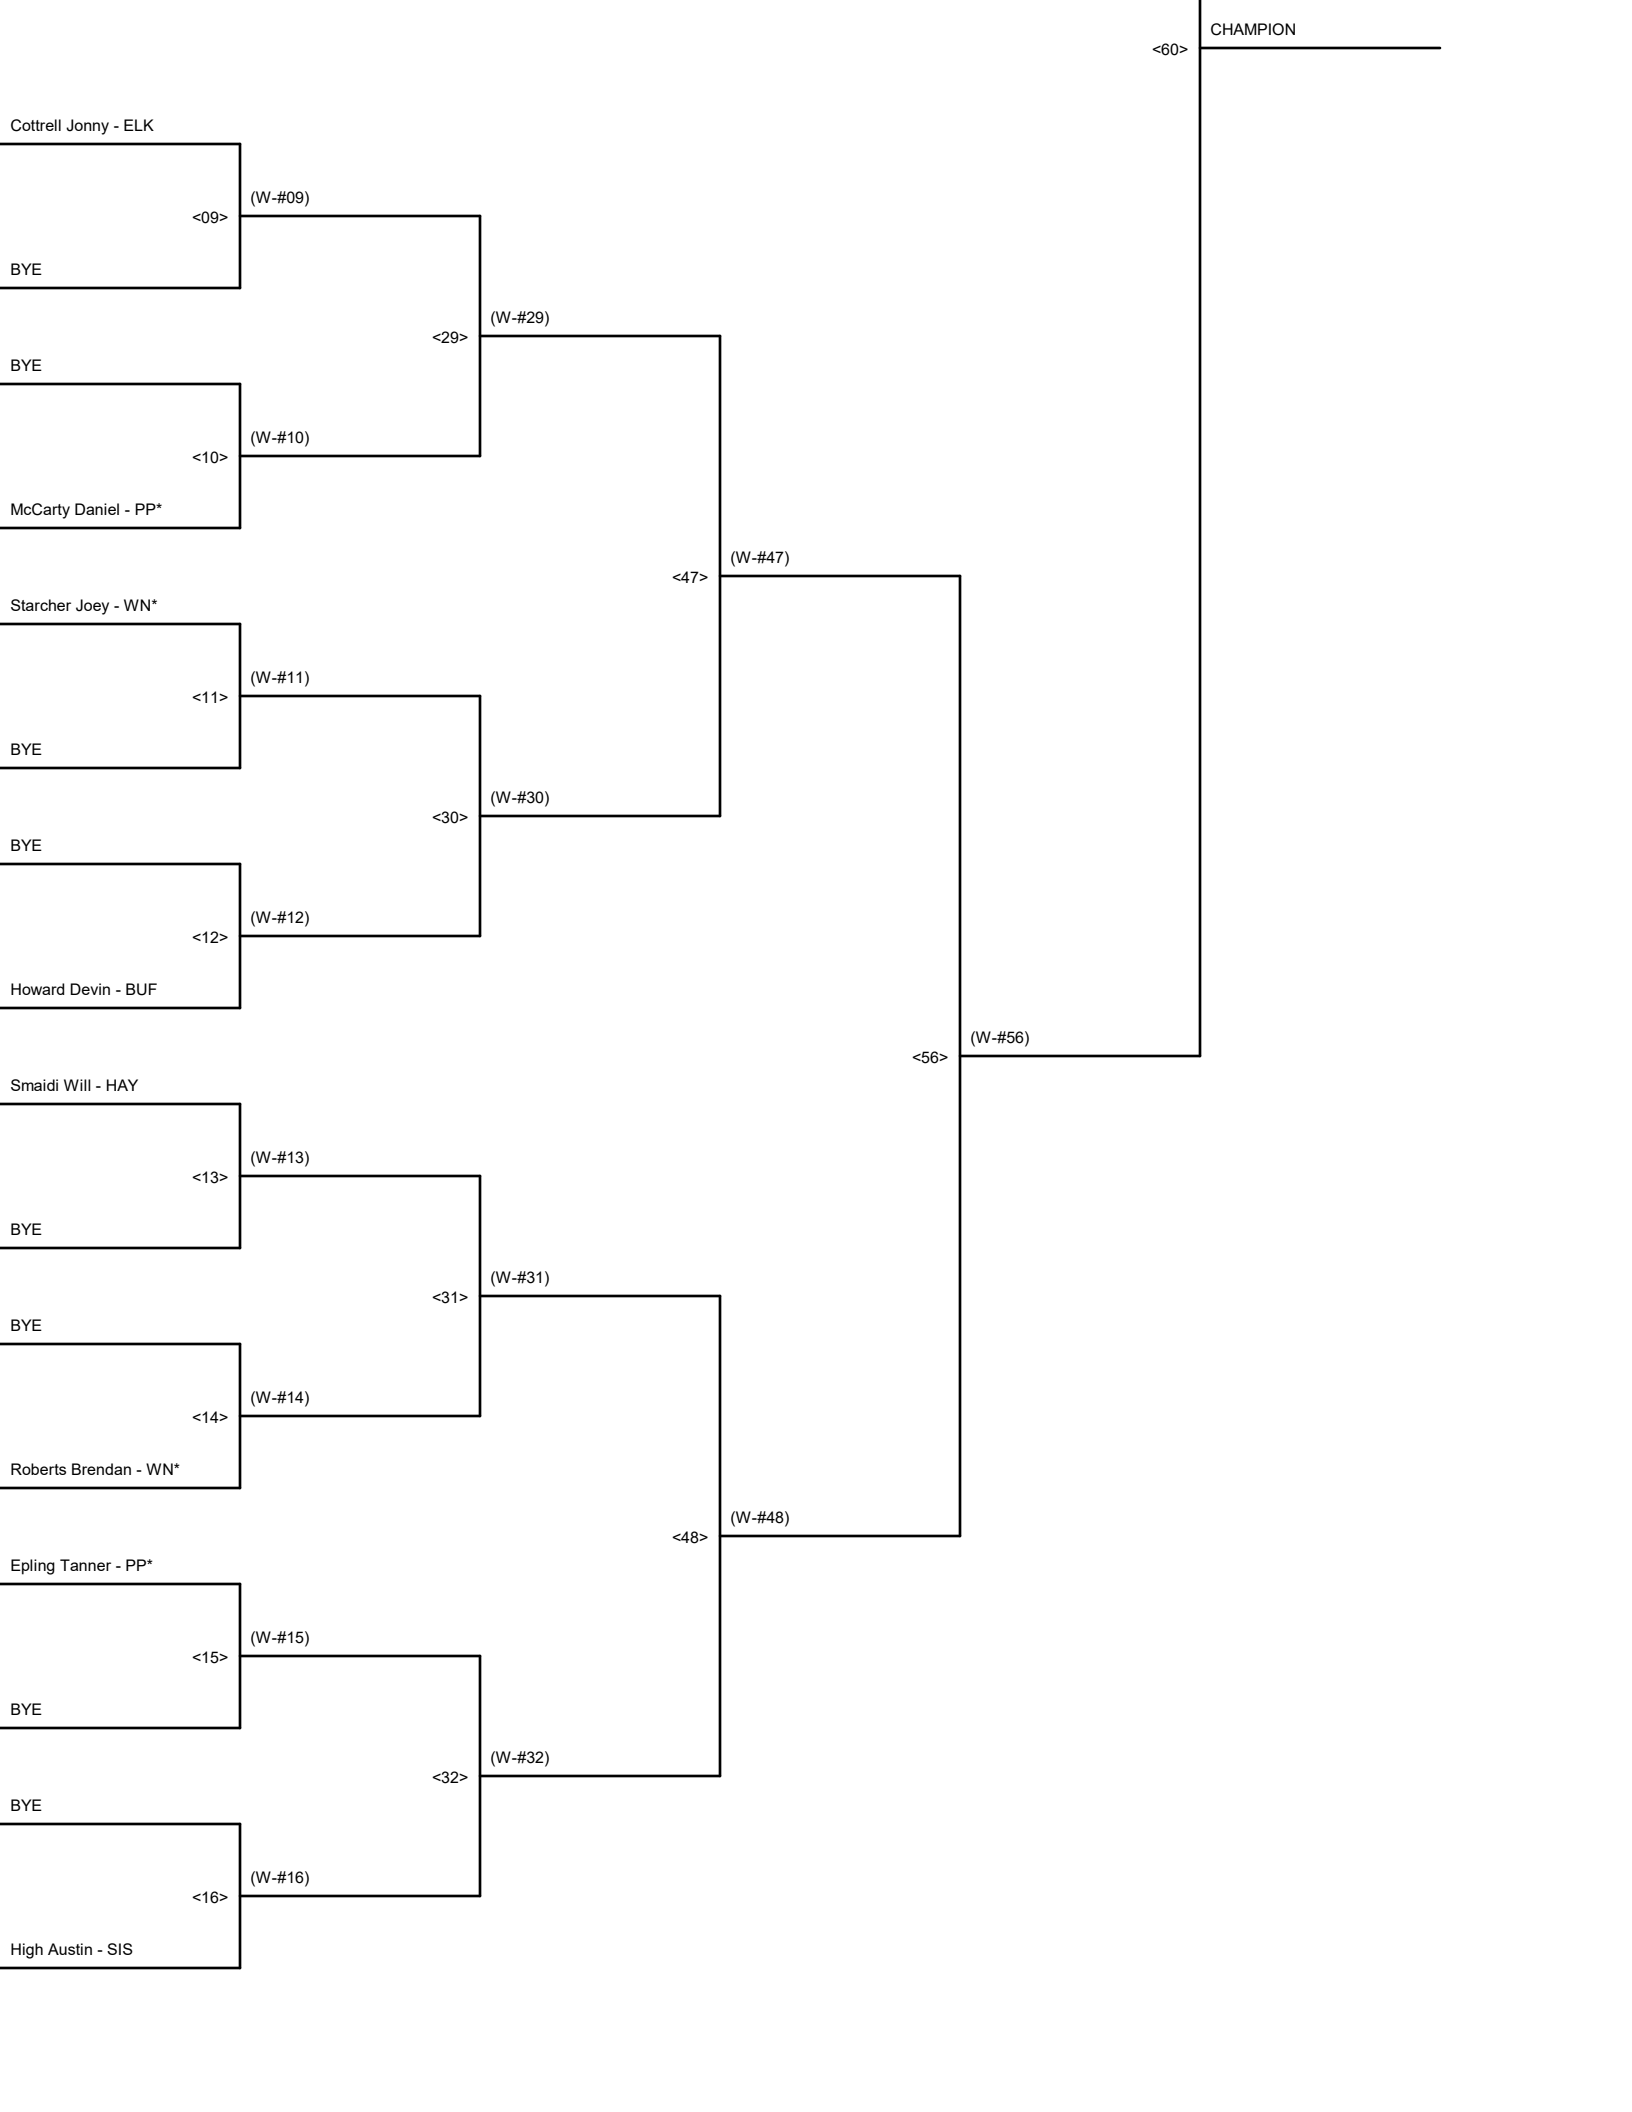 CHAMPION
<60>
Cottrell Jonny - ELK
(W-#09)
<09>
BYE
(W-#29)
<29>
BYE
(W-#10)
<10>
McCarty Daniel - PP*
(W-#47)
<47>
Starcher Joey - WN*
(W-#11)
<11>
BYE
(W-#30)
<30>
BYE
(W-#12)
<12>
Howard Devin - BUF
(W-#56)
<56>
Smaidi Will - HAY
(W-#13)
<13>
BYE
(W-#31)
<31>
BYE
(W-#14)
<14>
Roberts Brendan - WN*
(W-#48)
<48>
Epling Tanner - PP*
(W-#15)
<15>
BYE
(W-#32)
<32>
BYE
(W-#16)
<16>
High Austin - SIS